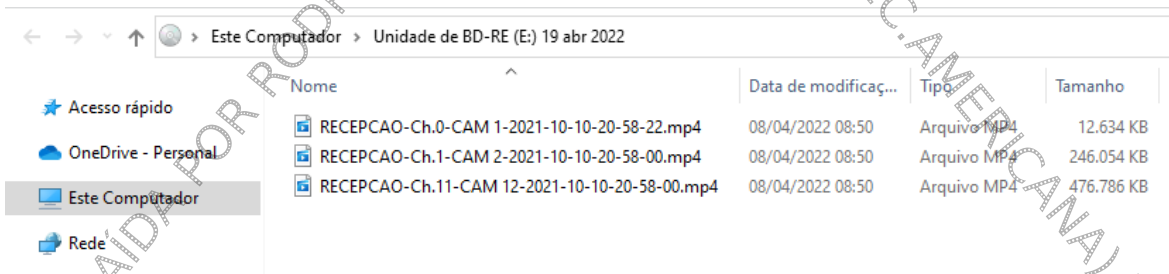 Este Computador > Unidade de BD-RE (E:) 19 abr 2022
Nome Data de modificaç... Tipo Tamanho
Acesso rápido
OneDrive - Personal
Este Computador
Rede
RECEPCAO-Ch.0-CAM 1-2021-10-10-20-58-22.mp4 08/04/2022 08:50 Arquivo MP4 12.634 KB
RECEPCAO-Ch.1-CAM 2-2021-10-10-20-58-00.mp4 08/04/2022 08:50 Arquivo MP4 246.054 KB
RECEPCAO-Ch.11-CAM 12-2021-10-10-20-58-00.mp4 08/04/2022 08:50 Arquivo MP4 476.786 KB
AIDA POR RODR
C.AMERICANA)